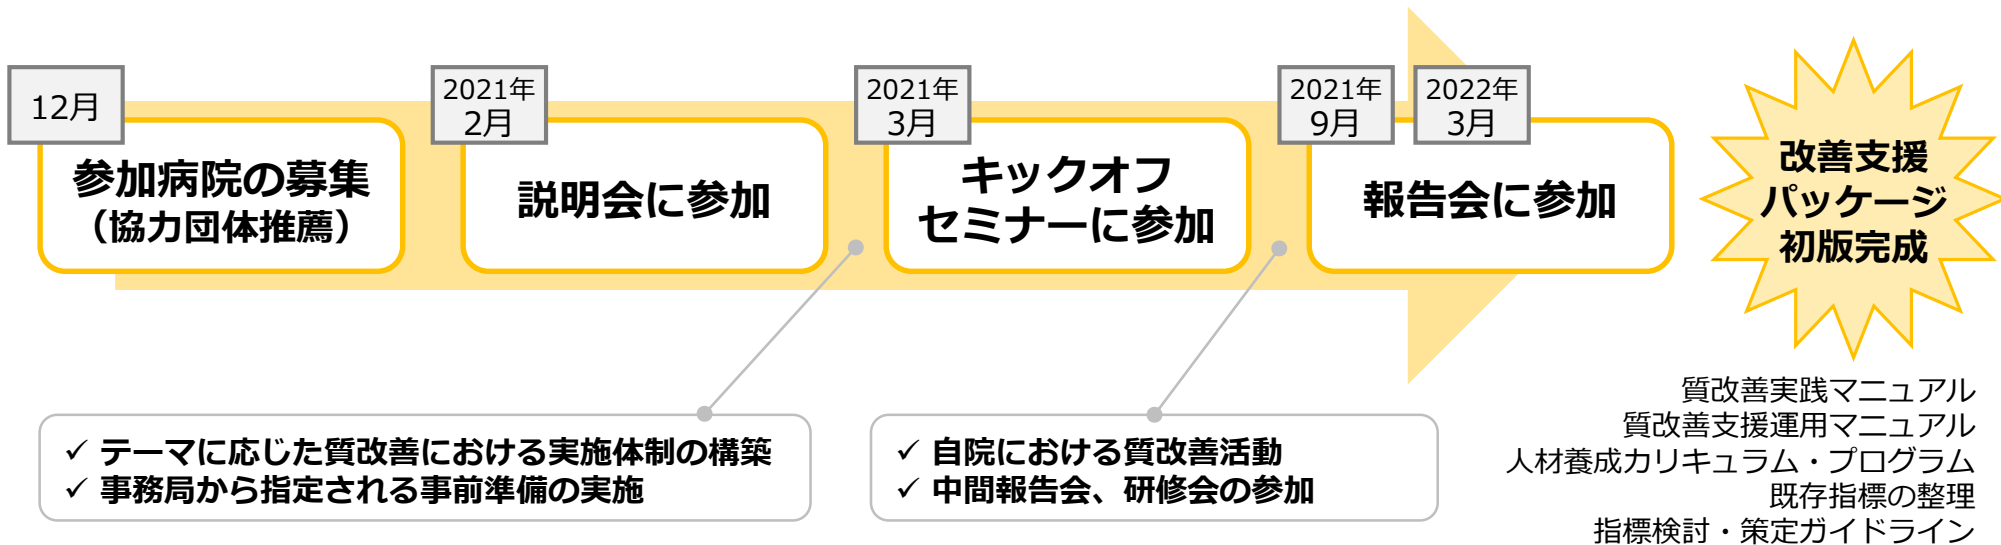 12月
参加病院の募集
（協力団体推薦）
2021年
2月
説明会に参加
2021年
3月
キックオフ
セミナーに参加
2021年
9月
2022年
3月
報告会に参加
改善支援
パッケージ
初版完成
✓ テーマに応じた質改善における実施体制の構築
✓ 事務局から指定される事前準備の実施
✓ 自院における質改善活動
✓ 中間報告会、研修会の参加
質改善実践マニュアル
質改善支援運用マニュアル
人材養成カリキュラム・プログラム
既存指標の整理
指標検討・策定ガイドライン